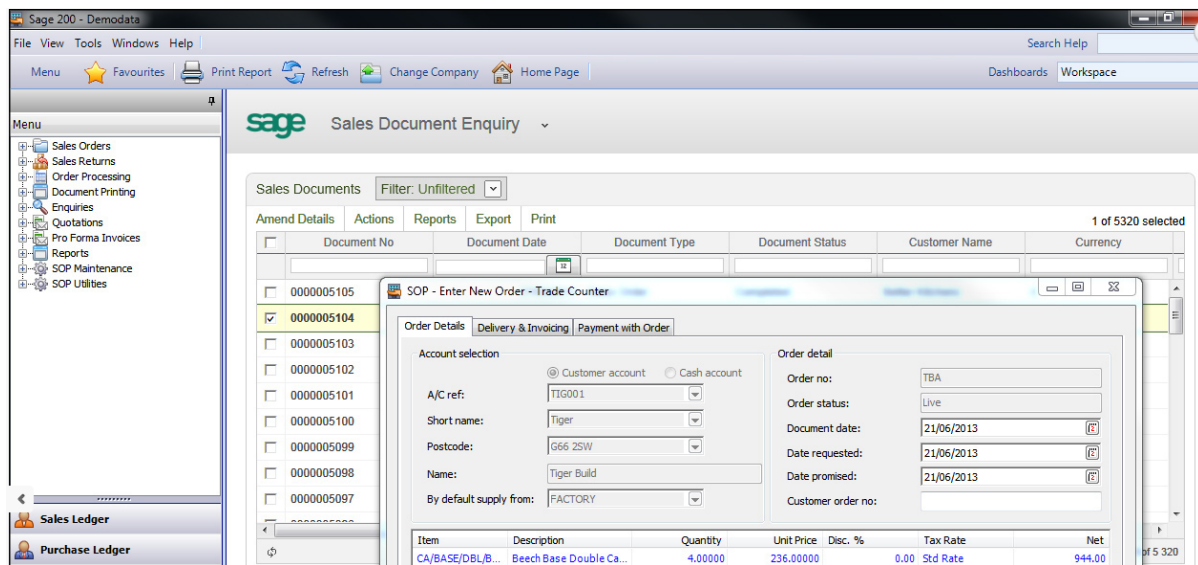 Sage 200 - Demodata
File View Tools Windows Help
Search Help
Menu Favourites Print Report Refresh Change Company Home Page
Dashboards Workspace
Menu
Sales Orders
Sales Returns
Order Processing
Document Printing
Enquiries
Quotations
Pro Forma Invoices
Reports
SOP Maintenance
SOP Utilities
Sales Ledger
Purchase Ledger
sage Sales Document Enquiry
Sales Documents Filter: Unfiltered
Amend Details Actions Reports Export Print
1 of 5320 selected
Document No Document Date Document Type Document Status Customer Name Currency
0000005105
0000005104
0000005103
0000005102
0000005101
0000005100
0000005099
0000005098
0000005097
of 5 320
SOP - Enter New Order - Trade Counter
Order Details Delivery & Invoicing Payment with Order
Account selection
Customer account Cash account
A/C ref: TIG001
Short name: Tiger
Postcode: G66 2SW
Name: Tiger Build
By default supply from: FACTORY
Order detail
Order no: TBA
Order status: Live
Document date: 21/06/2013
Date requested: 21/06/2013
Date promised: 21/06/2013
Customer order no:
Item Description Quantity Unit Price Disc. % Tax Rate Net
CA/BASE/DBL/B... Beech Base Double Ca... 4.00000 236.00000 0.00 Std Rate 944.00